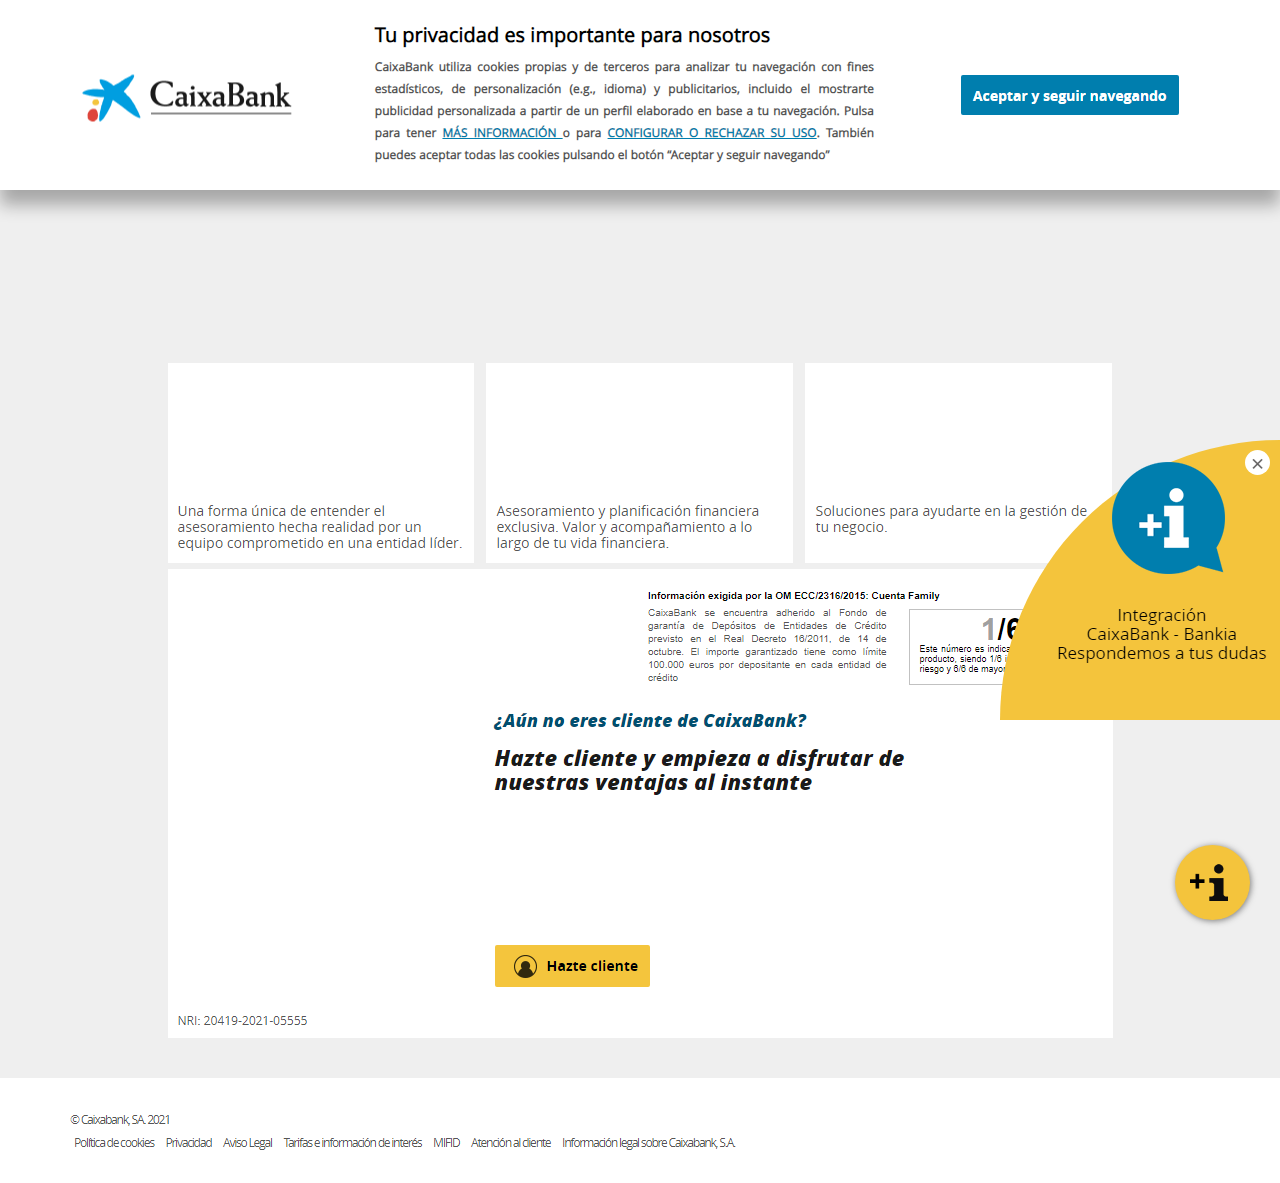 Tu privacidad es importante para nosotros
CaixaBank utiliza cookies propias y de terceros para analizar tu navegación con fines
estadísticos, de personalización (e.g., idioma) y publicitarios, incluido el mostrarte
publicidad personalizada a partir de un perfil elaborado en base a tu navegación. Pulsa
para tener MÁS INFORMACIÓN o para CONFIGURAR O RECHAZAR SU USO. También
puedes aceptar todas las cookies pulsando el botón “Aceptar y seguir navegando”
CaixaBank
Aceptar y seguir navegando
Una forma única de entender el
asesoramiento hecha realidad por un
equipo comprometido en una entidad líder.
Asesoramiento y planificación financiera
exclusiva. Valor y acompañamiento a lo
largo de tu vida financiera.
Soluciones para ayudarte en la gestión de
tu negocio.
+i
Integración
CaixaBank - Bankia
Respondemos a tus dudas
Información exigida por la OM ECC/2316/2015: Cuenta Family
CaixaBank se encuentra adherido al Fondo de
garantía de Depósitos de Entidades de Crédito
previsto en el Real Decreto 16/2011, de 14 de
octubre. El importe garantizado tiene como límite
100.000 euros por depositante en cada entidad de
crédito
1/6
Este número es
producto, siendo 1/6
riesgo y 6/6 de
¿Aún no eres cliente de CaixaBank?
Hazte cliente y empieza a disfrutar de
nuestras ventajas al instante
+i
Hazte cliente
NRI: 20419-2021-05555
© Caixabank, SA. 2021
Política de cookies Privacidad Aviso Legal Tarifas e información de interés MIFID Atención al cliente Información legal sobre Caixabank, S.A.